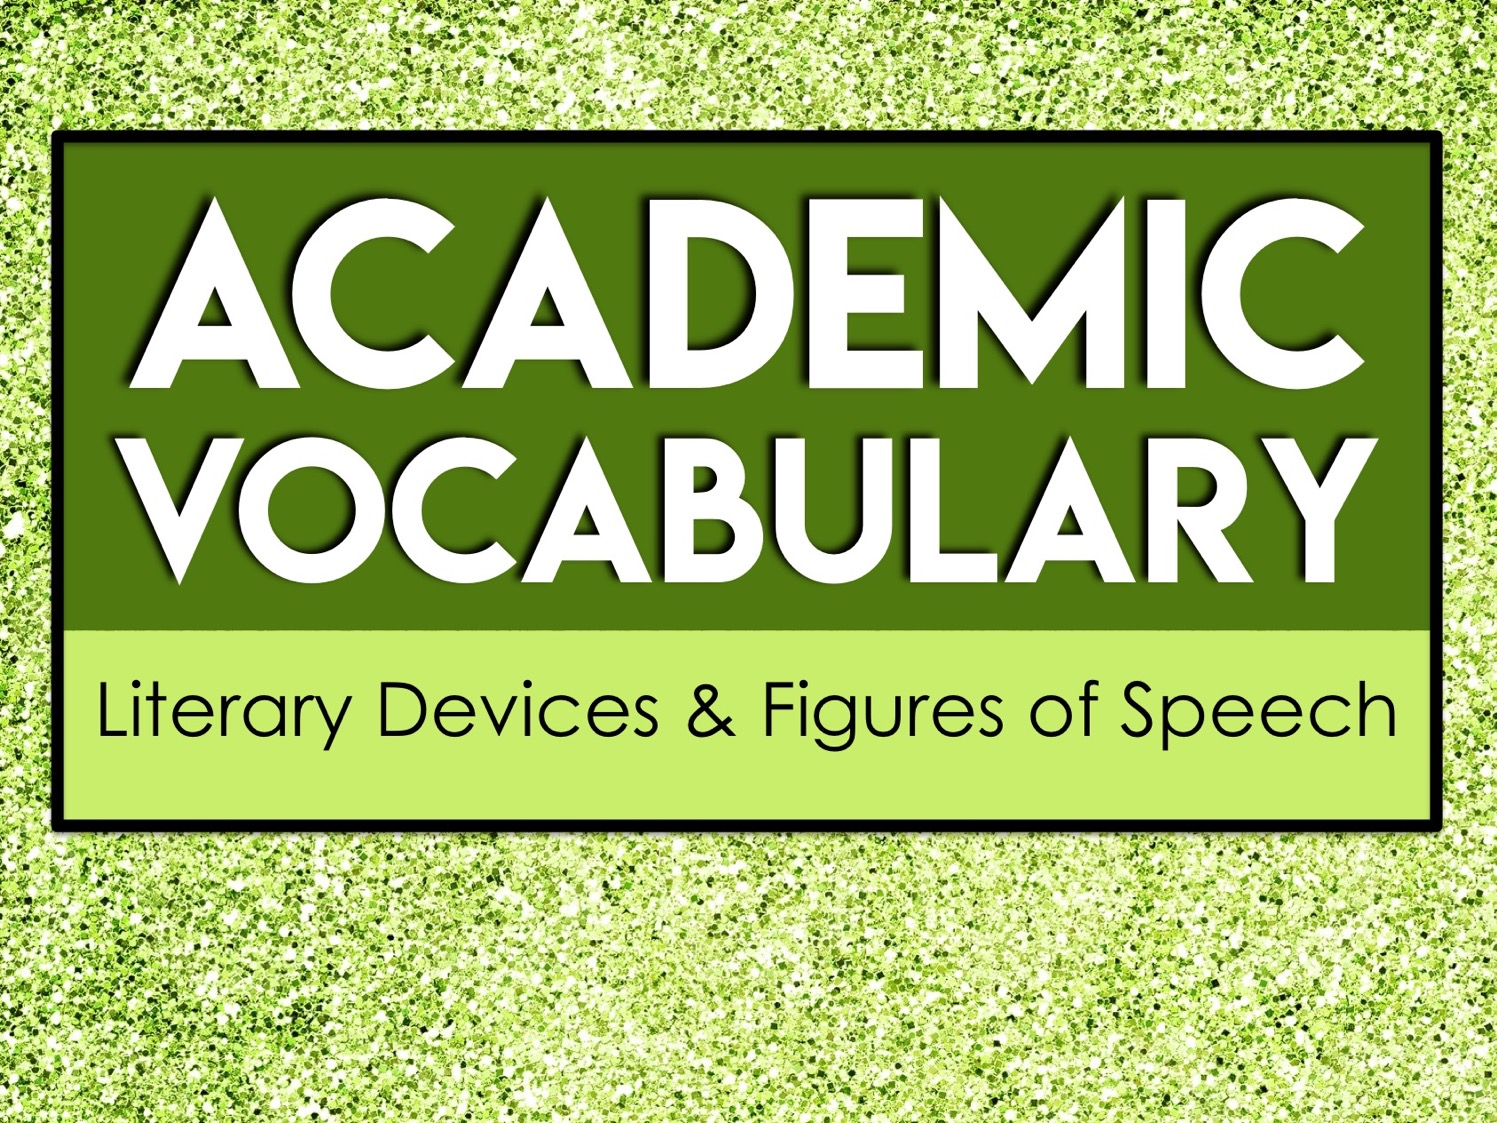 ACADEMIC
VOCABULARY
Literary Devices & Figures of Speech